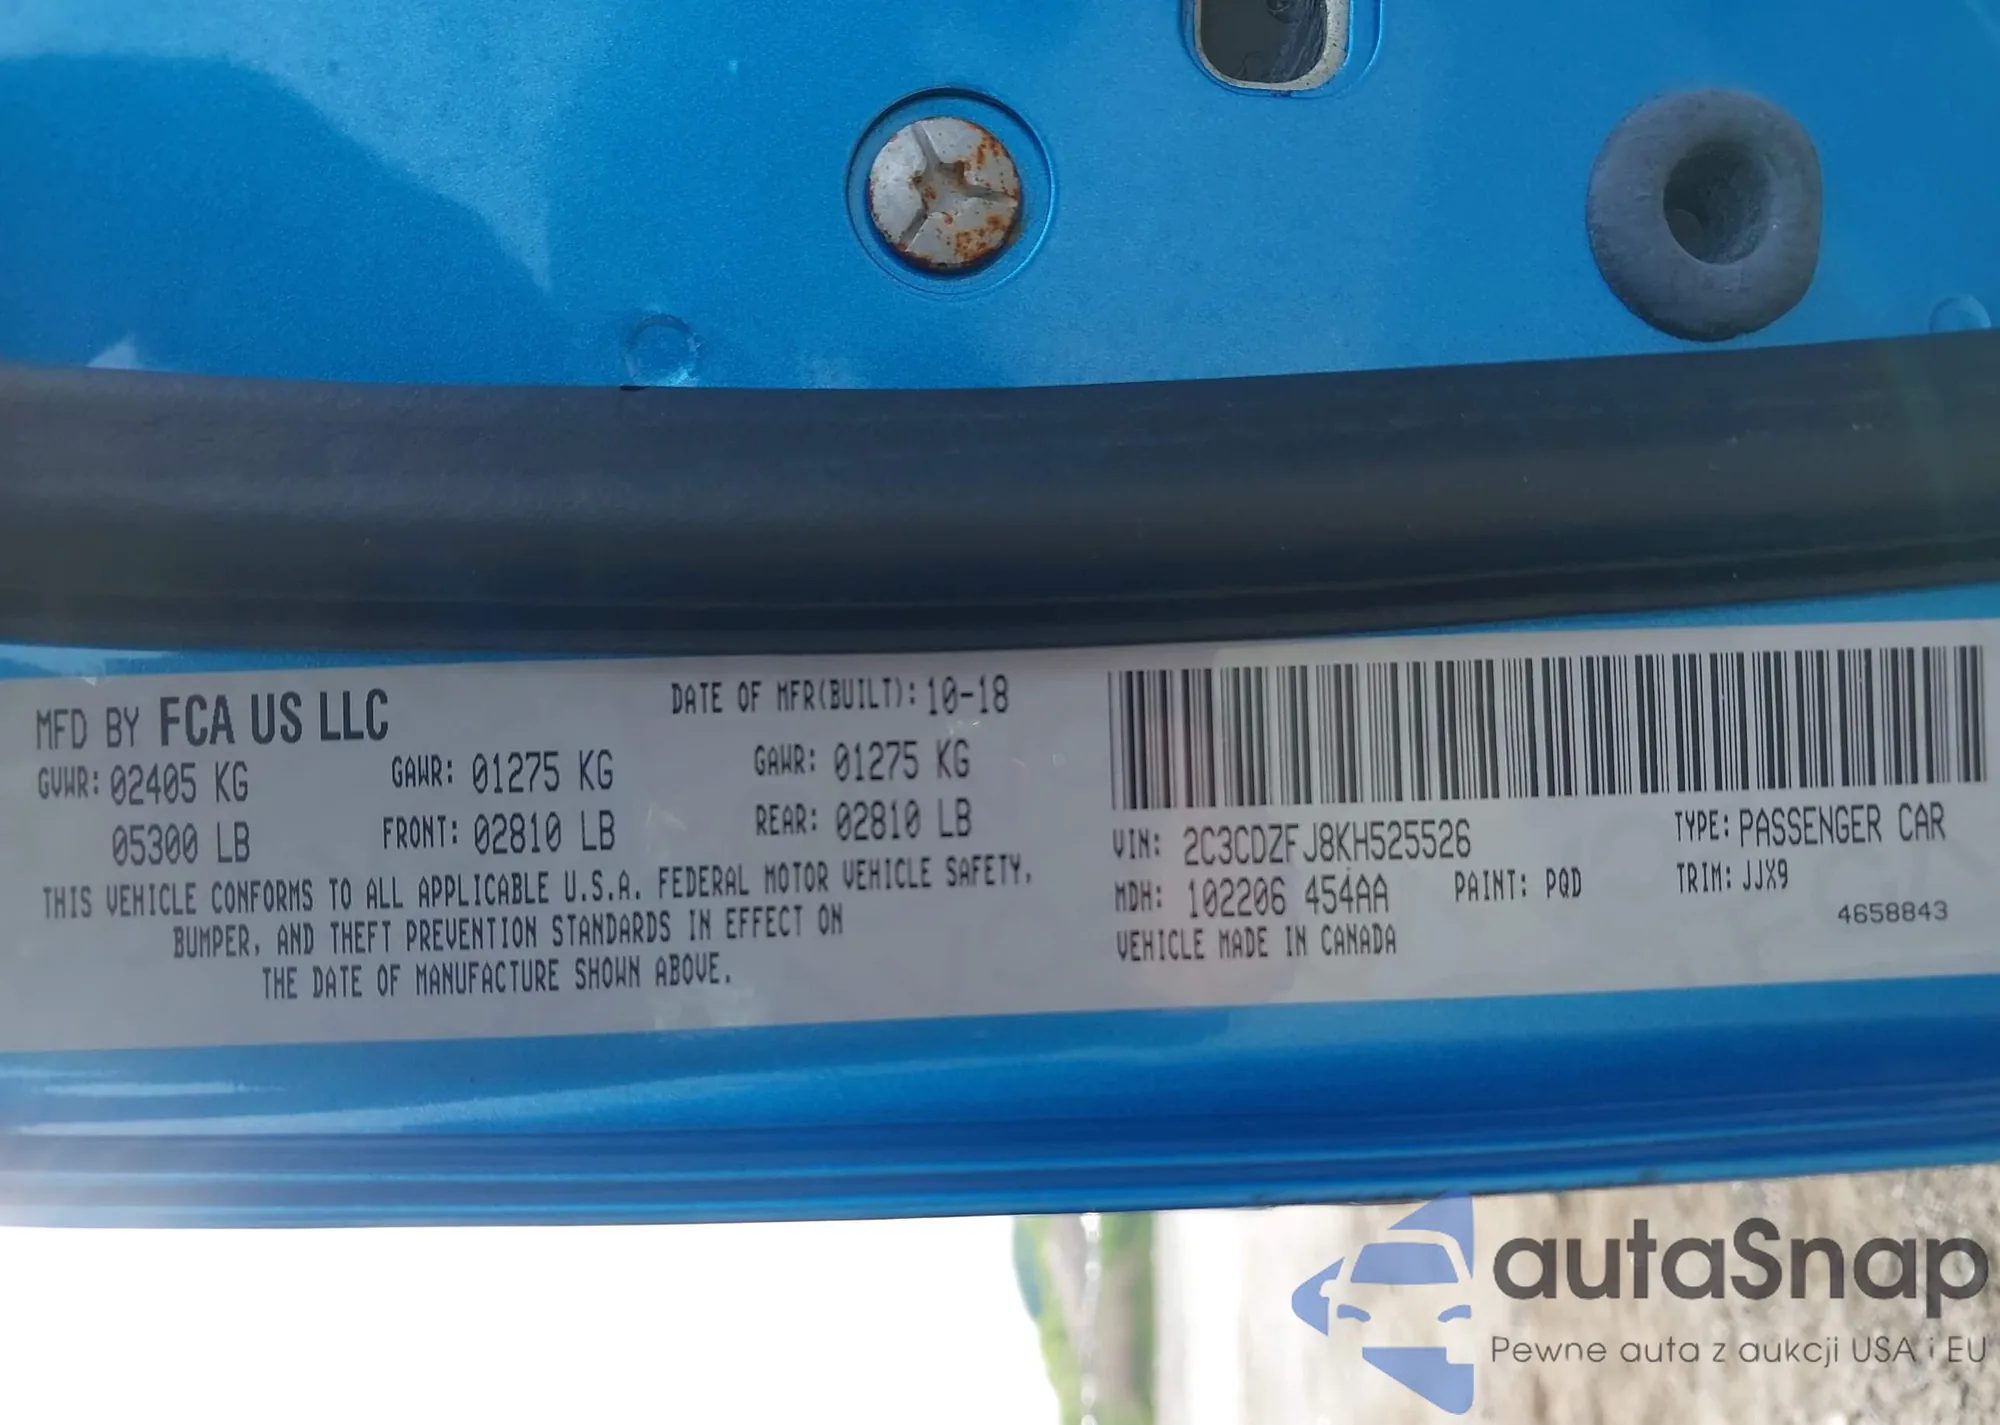 MFD BY FCA US LLC
DATE OF MFR(BUILT): 10-18
GVWR: 02405 KG
GAWR: 01275 KG
GAWR: 01275 KG
05300 LB
FRONT: 02810 LB
REAR: 02810 LB
THIS VEHICLE CONFORMS TO ALL APPLICABLE U.S.A. FEDERAL MOTOR VEHICLE SAFETY,
BUMPER, AND THEFT PREVENTION STANDARDS IN EFFECT ON
THE DATE OF MANUFACTURE SHOWN ABOVE.
VIN: 2C3CDZFJ8KH525526
TYPE: PASSENGER CAR
MDH: 102206 454AA
PAINT: PQD
TRIM: JJX9
4658843
VEHICLE MADE IN CANADA
autaSnap
Pewne auta z aukcji USA i EU